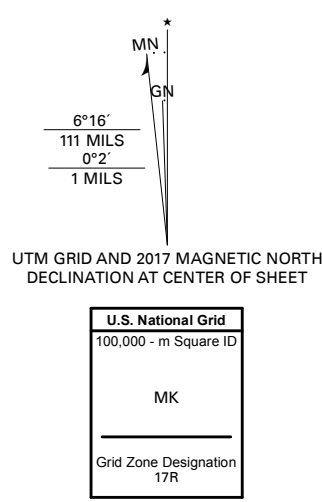 ★
MN
GN
6°16´
111 MILS
0°2´
1 MILS
UTM GRID AND 2017 MAGNETIC NORTH
DECLINATION AT CENTER OF SHEET
U.S. National Grid
100,000 - m Square ID
MK
Grid Zone Designation
17R